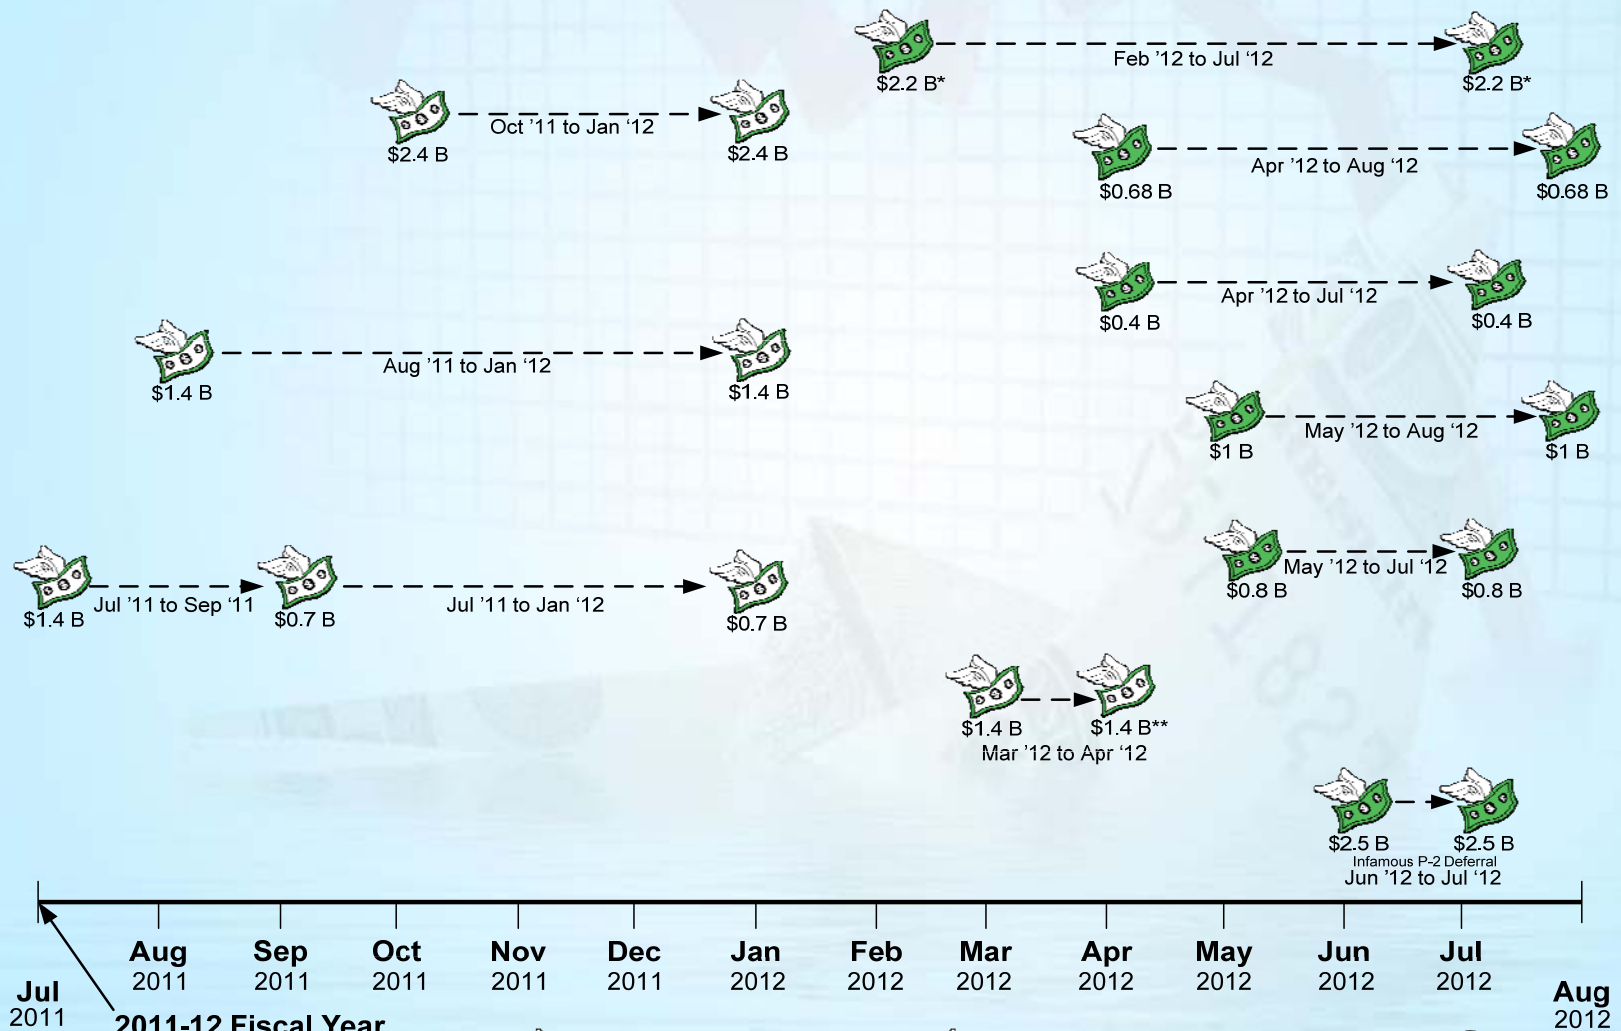 Feb '12 to Jul '12
$2.2 B*
$2.2 B*
Oct '11 to Jan '12
$2.4 B
$2.4 B
Apr '12 to Aug '12
$0.68 B
$0.68 B
Apr '12 to Jul '12
$0.4 B
$0.4 B
Aug '11 to Jan '12
$1.4 B
$1.4 B
May '12 to Aug '12
$1 B
$1 B
May '12 to Jul '12
$0.8 B
$0.8 B
Jul '11 to Sep '11
Jul '11 to Jan '12
$1.4 B
$0.7 B
$0.7 B
$1.4 B
$1.4 B**
Mar '12 to Apr '12
$2.5 B
$2.5 B
Infamous P-2 Deferral
Jun '12 to Jul '12
Jul
2011
Aug
2011
Sep
2011
Oct
2011
Nov
2011
Dec
2011
Jan
2012
Feb
2012
Mar
2012
Apr
2012
May
2012
Jun
2012
Jul
2012
Aug
2012
2011-12 Fiscal Year